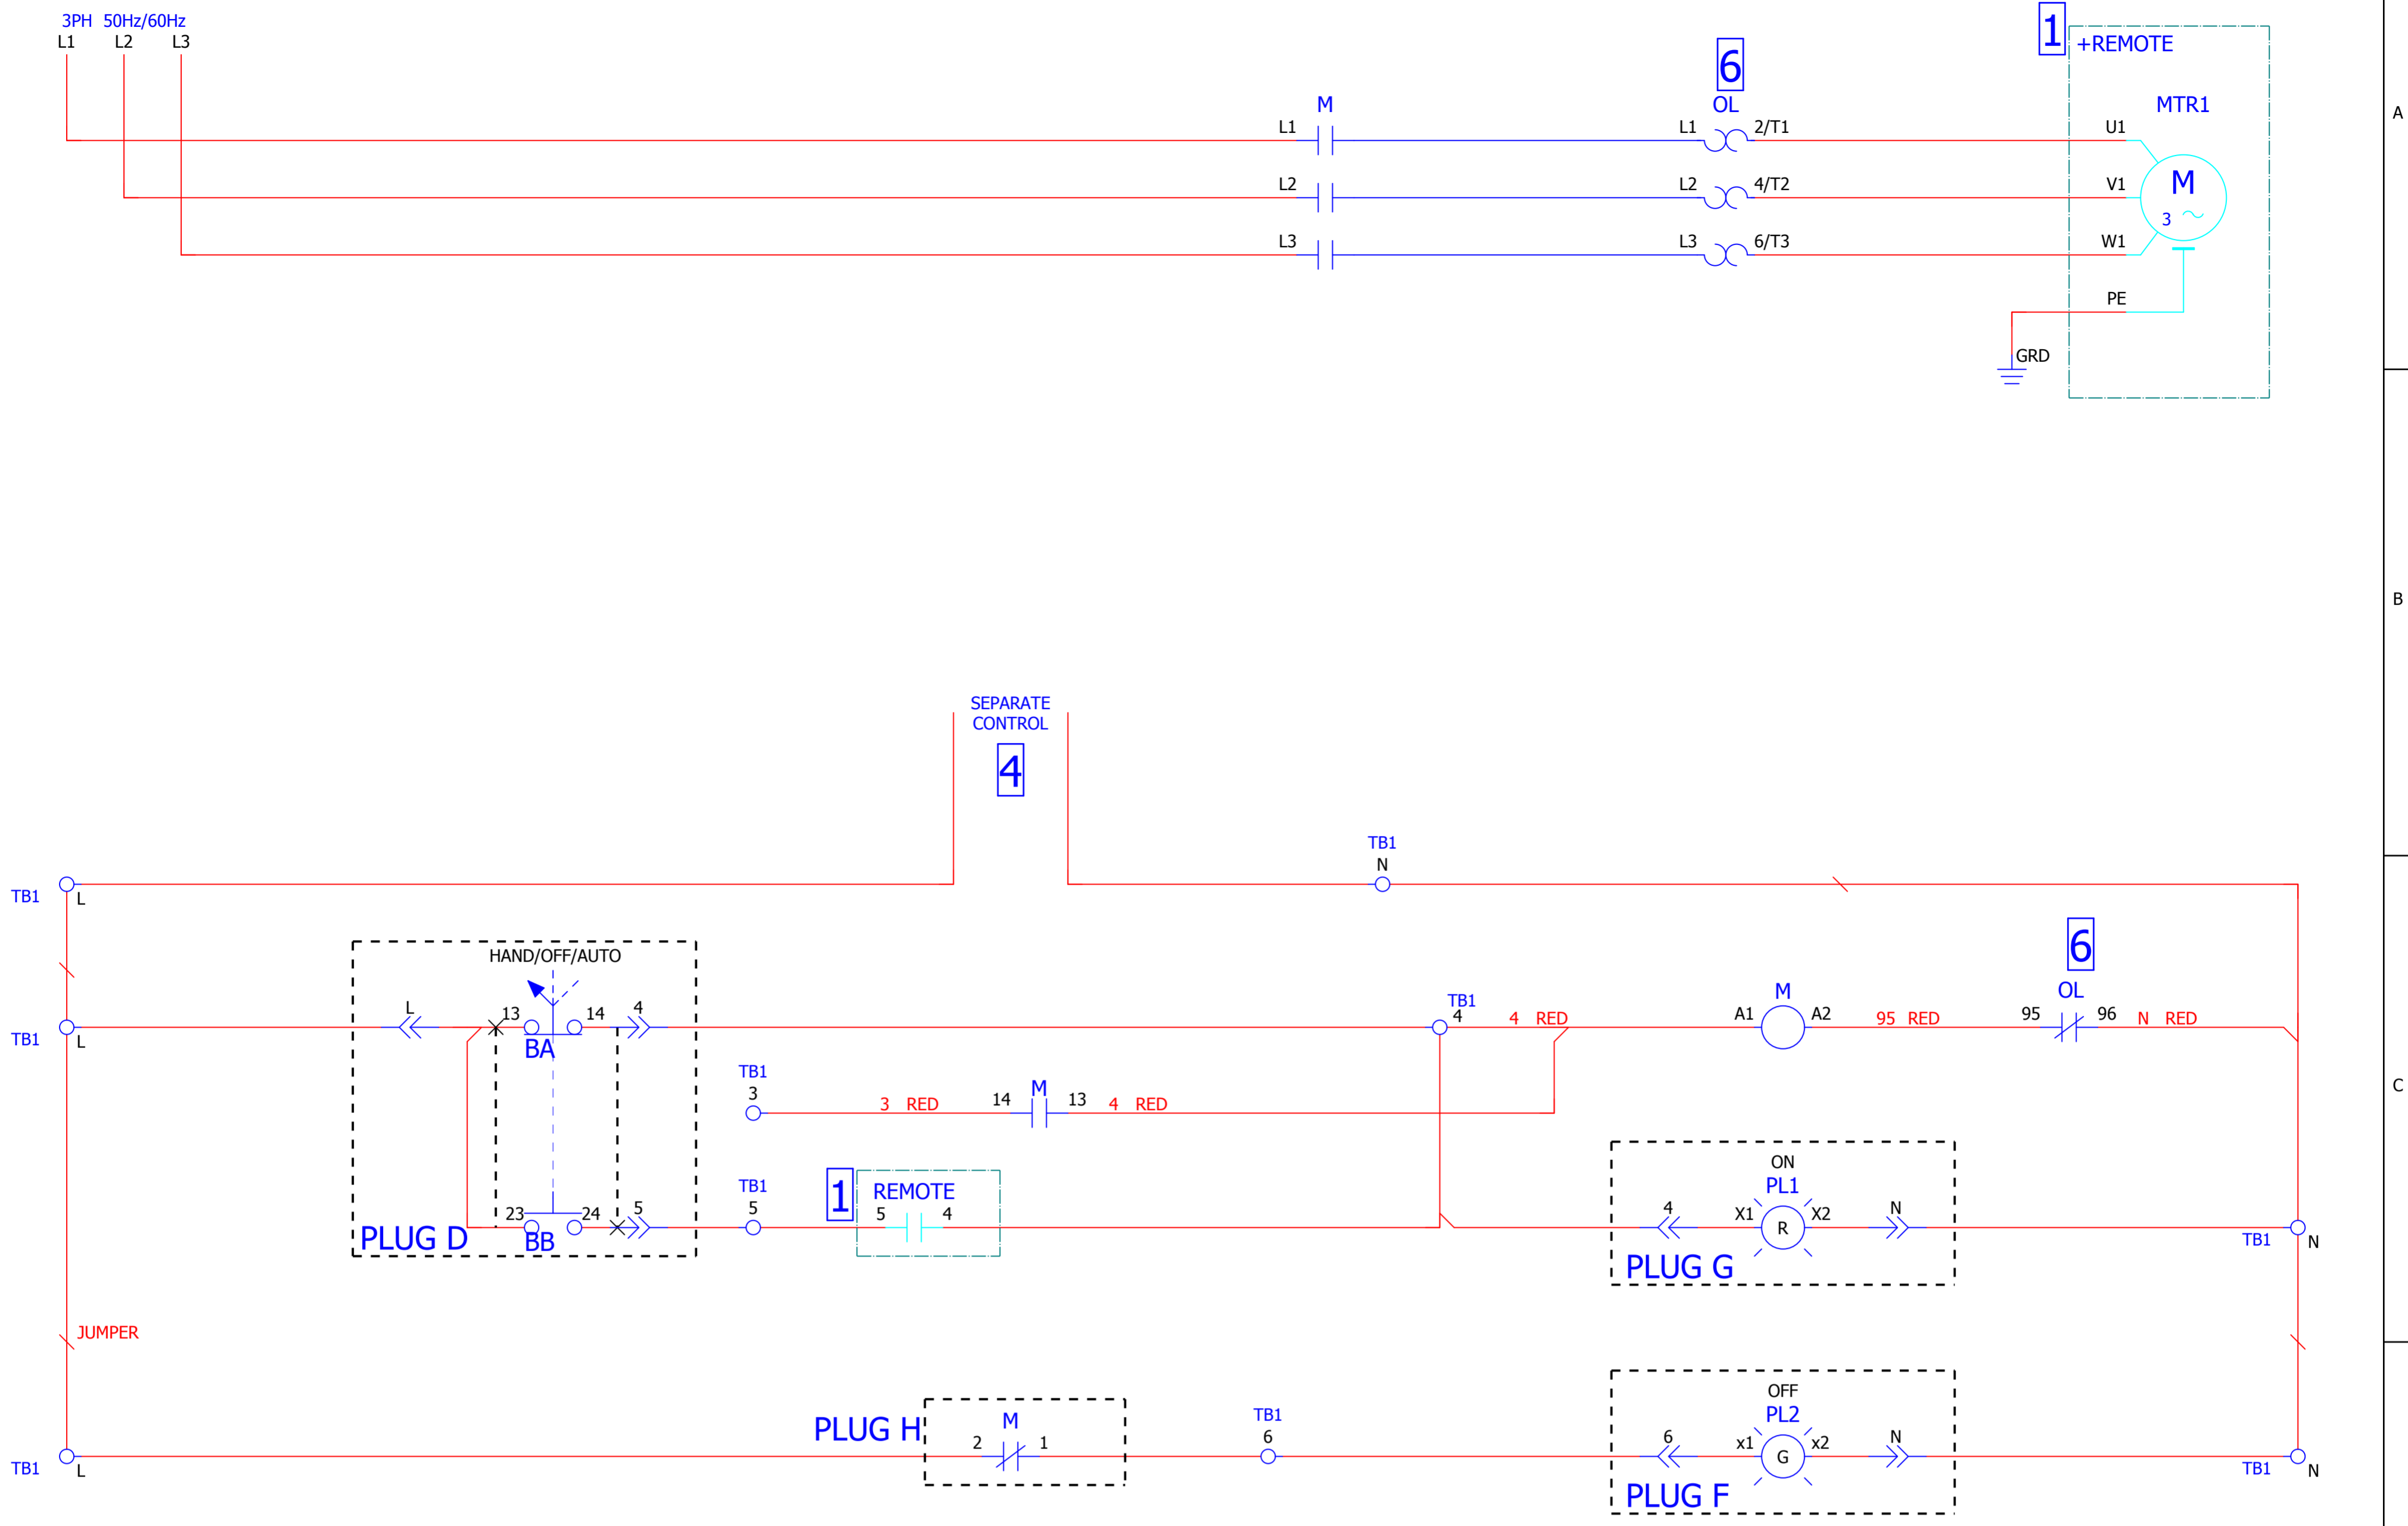 3PH 50Hz/60Hz
L1 L2 L3
1
+REMOTE
6
OL
M
MTR1
A
L1 L1 2/T1 U1
L2 L2 4/T2 V1
M
3
L3 L3 6/T3 W1
PE
GRD
B
SEPARATE
CONTROL
4
TB1
N
TB1 L
HAND/OFF/AUTO
6
L 13 14 4
TB1
4
4 RED
M
A1 A2
95 RED
OL
95 96
N RED
TB1 L
BA
TB1
3
3 RED
M
14 13
4 RED
C
TB1
5
1
REMOTE
5 4
ON
PL1
23 24 5
BB
PLUG D
4 X1 R X2 N
PLUG G
TB1 N
JUMPER
OFF
PL2
PLUG H
M
2 1
TB1
6
6 x1 G x2 N
PLUG F
TB1 L
TB1 N